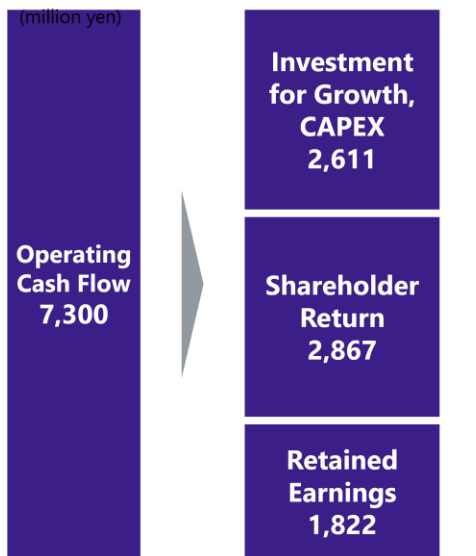 (million yen)
Operating
Cash Flow
7,300
Investment
for Growth,
CAPEX
2,611
Shareholder
Return
2,867
Retained
Earnings
1,822